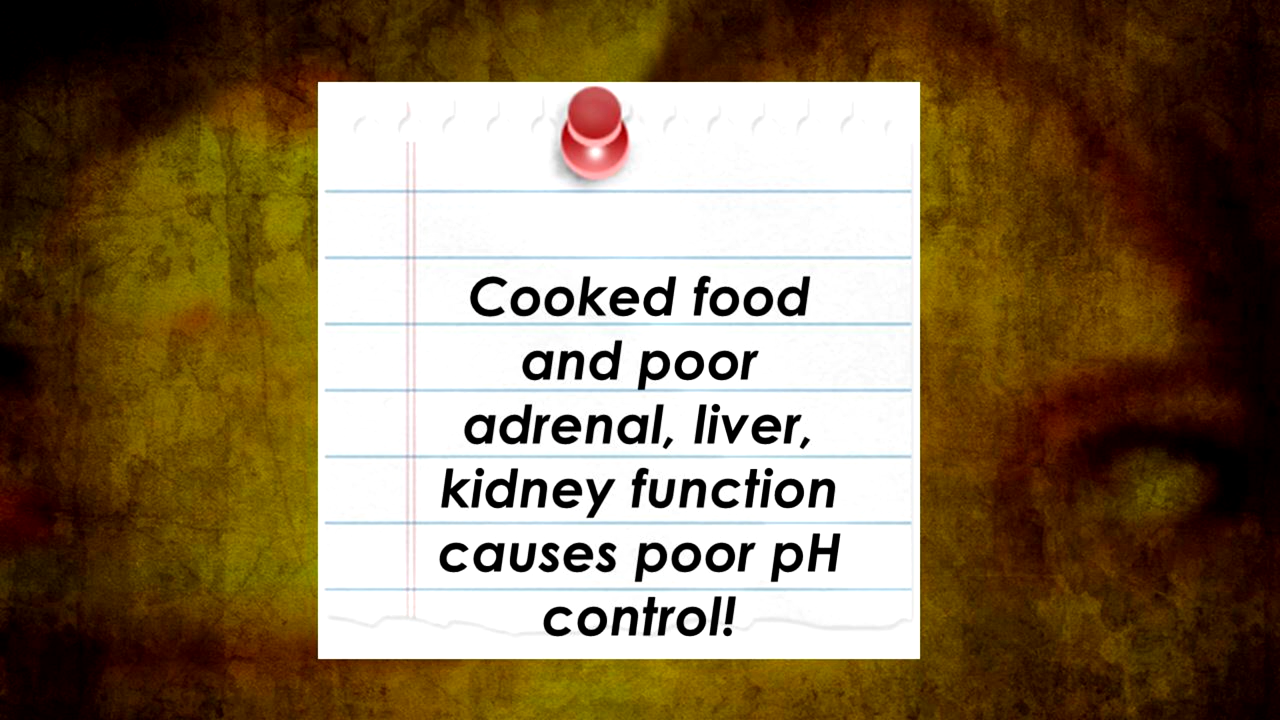 Cooked food
and poor
adrenal, liver,
kidney function
causes poor pH
control!